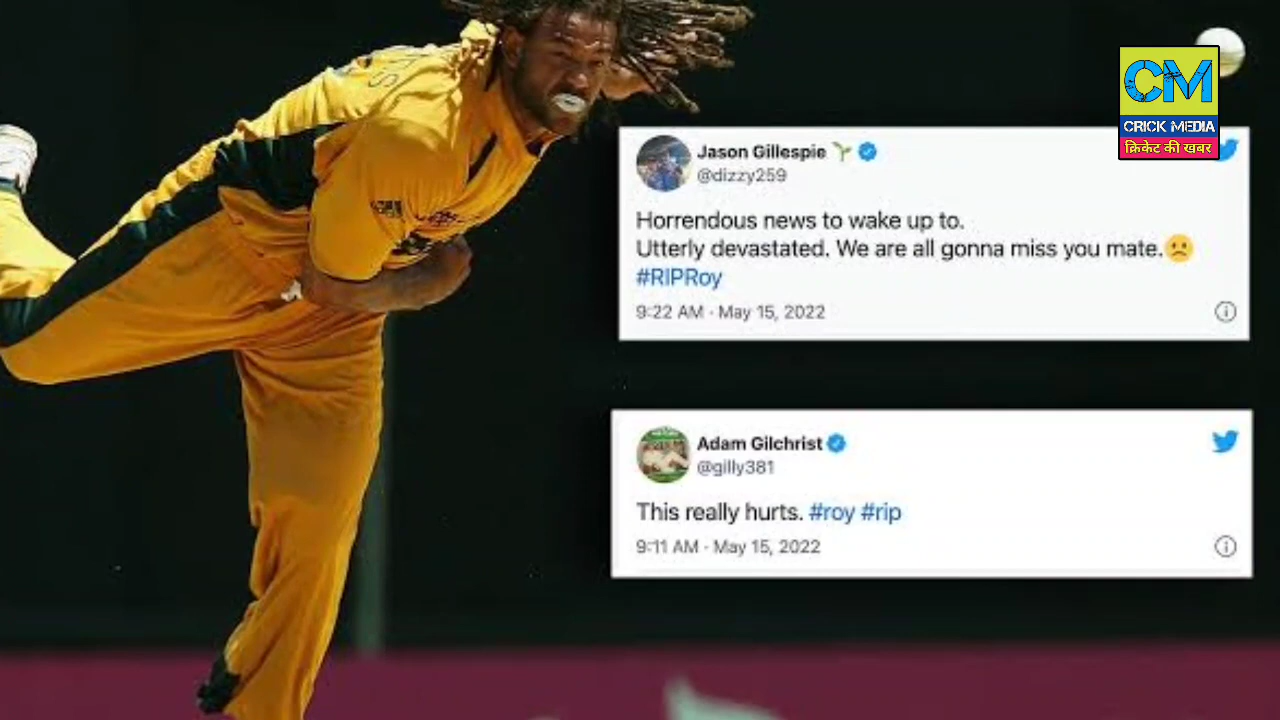 CM
CRICK MEDIA
क्रिकेट की खबर
Jason Gillespie
@dizzy259
Horrendous news to wake up to.
Utterly devastated. We are all gonna miss you mate.🙁
#RIPRoy
9:22 AM · May 15, 2022
Adam Gilchrist
@gilly381
This really hurts. #roy #rip
9:11 AM · May 15, 2022